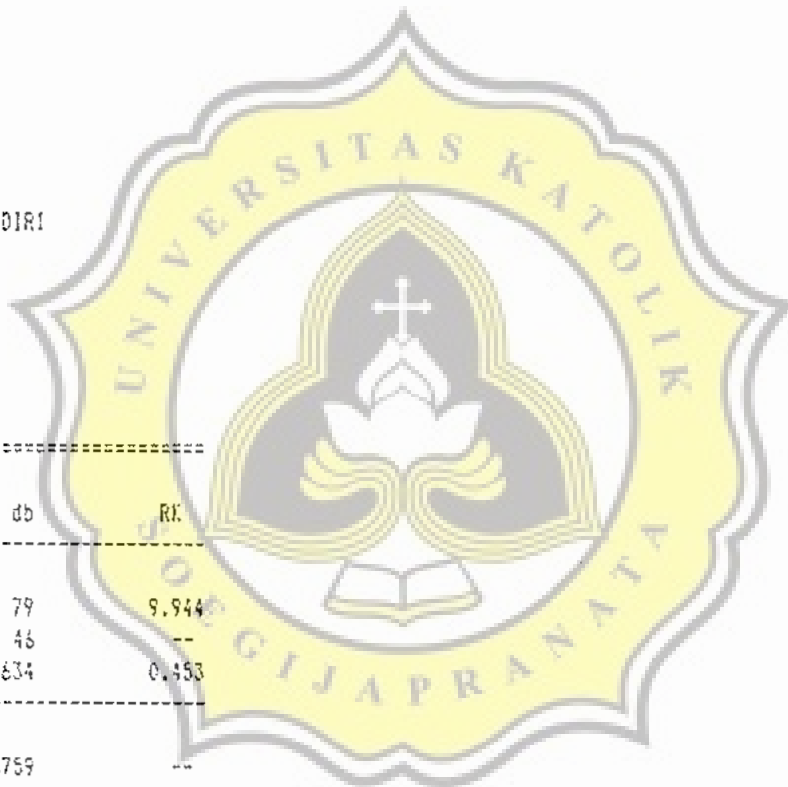 UNIVERSITAS KATOLIK
DIRI
==========================
db RK
--------------------------
79 9.944
46 --
634 0.453
--------------------------
759 --
SOEGIJAPRANATA